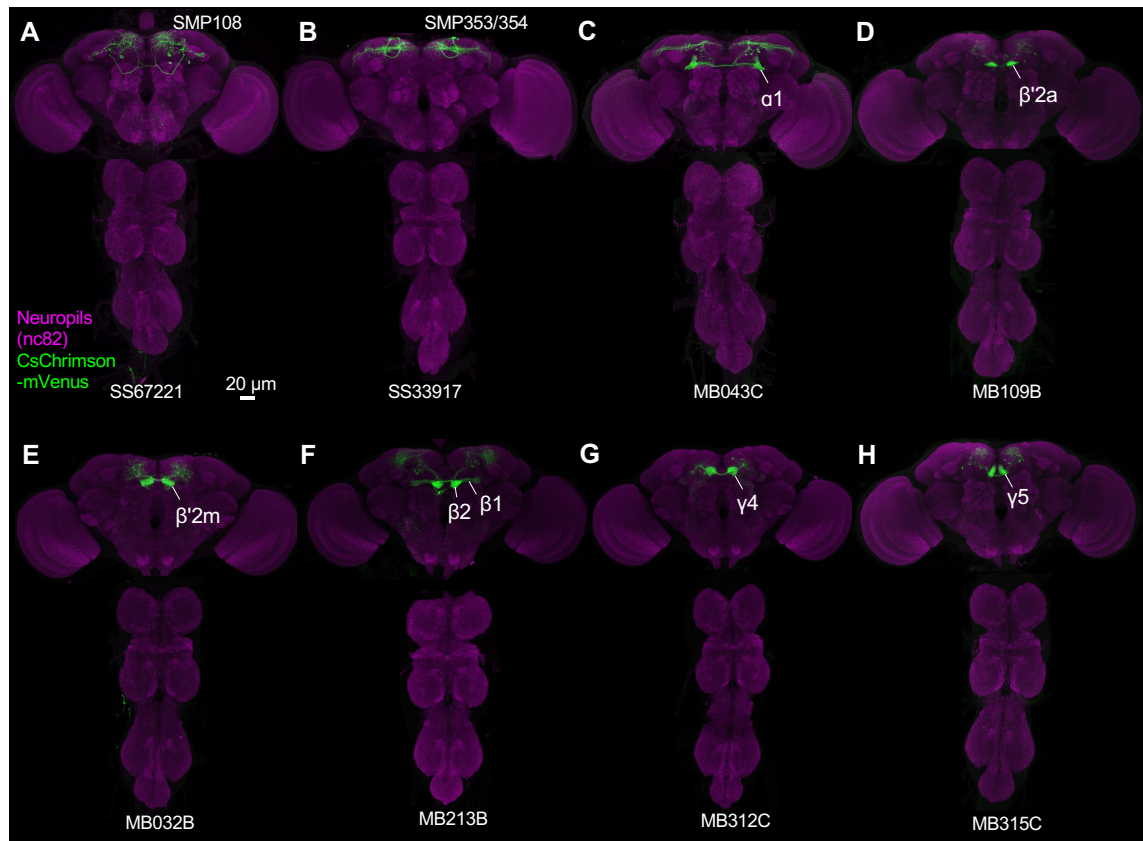 A
SMP108
B
SMP353/354
C
α1
D
β'2a
Neuropils
(nc82)
CsChrimson
-mVenus
SS67221
20 μm
SS33917
MB043C
MB109B
E
β'2m
F
β2
β1
G
γ4
H
γ5
MB032B
MB213B
MB312C
MB315C